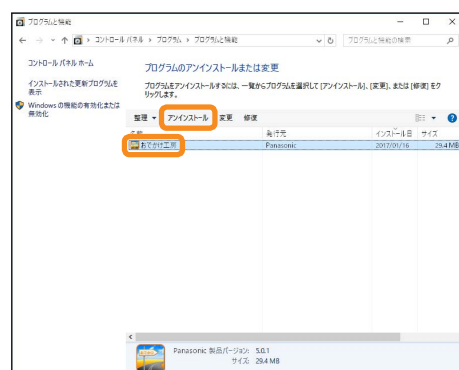 プログラムと機能
コントロール パネル › プログラム › プログラムと機能
プログラムと機能の検索
コントロール パネル ホーム
インストールされた更新プログラムを
表示
Windows の機能の有効化または
無効化
プログラムのアンインストールまたは変更
プログラムをアンインストールするには、一覧からプログラムを選択して [アンインストール]、[変更]、または [修復] をク
リックします。
整理 アンインストール 変更 修復
名前 発行元 インストール日 サイズ
おでかけ工房 Panasonic 2017/01/16 29.4 MB
Panasonic 製品バージョン: 5.0.1
サイズ: 29.4 MB